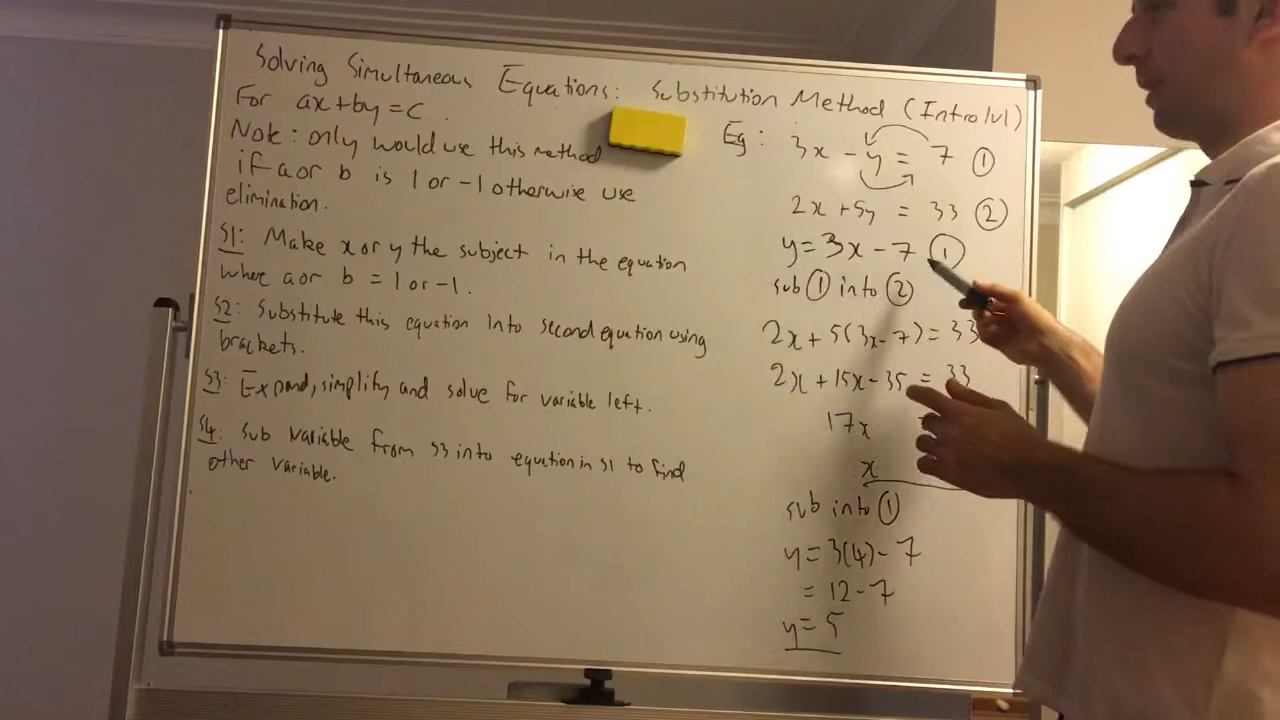 Solving Simultaneous Equations: Substitution Method (Intro lvl)
For ax+by=c
Note: only would use this method
if a or b is 1 or -1 otherwise use
elimination.
S1: Make x or y the subject in the equation
where a or b = 1 or -1.
S2: Substitute this equation into second equation using
brackets.
S3: Expand, simplify and solve for variable left.
S4: Sub variable from S3 into equation in S1 to find
other variable.
Eg: 3x - y = 7 ①
2x + 5y = 33 ②
y = 3x - 7 ①
sub ① into ②
2x + 5(3x - 7) = 33
2x + 15x - 35 = 33
17x
x
sub into ①
y = 3(4) - 7
= 12 - 7
y = 5